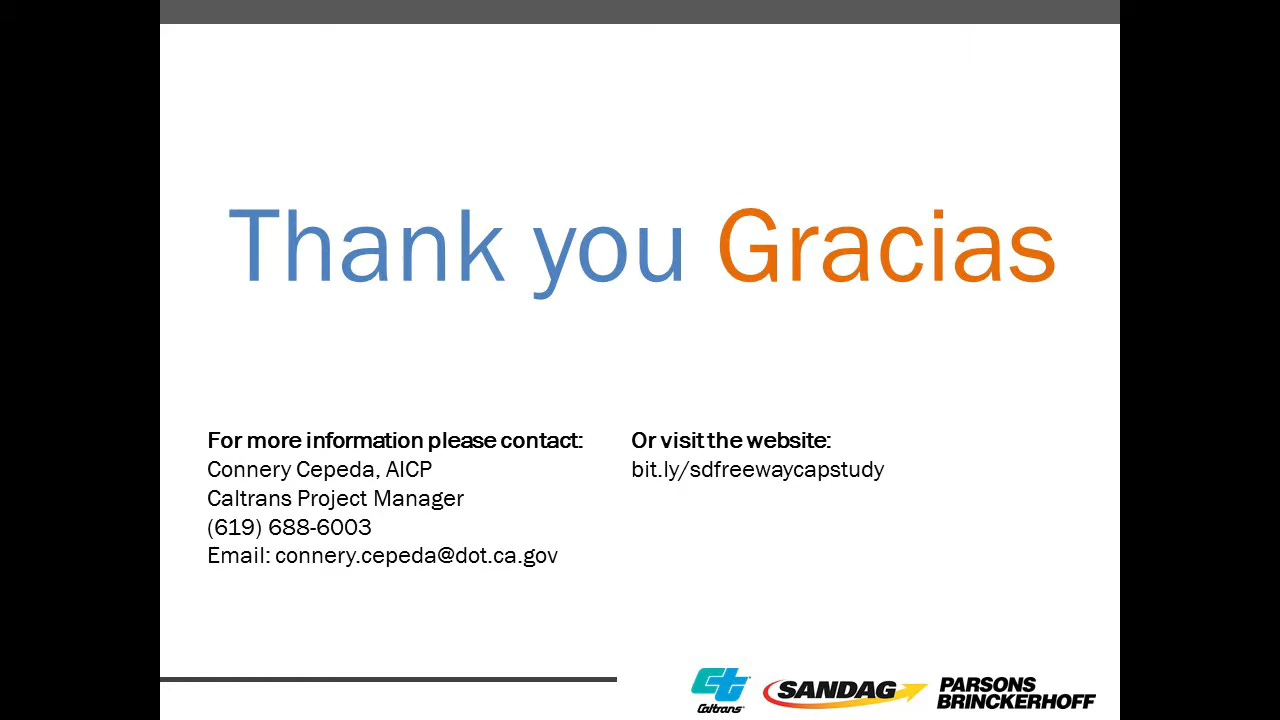 Thank you Gracias
For more information please contact:
Connery Cepeda, AICP
Caltrans Project Manager
(619) 688-6003
Email: connery.cepeda@dot.ca.gov
Or visit the website:
bit.ly/sdfreewaycapstudy
ct
Caltrans
SANDAG
PARSONS
BRINCKERHOFF